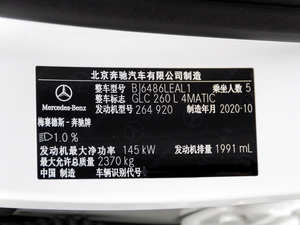 北京奔驰汽车有限公司制造
整车型号 BJ6486LEAL1 乘坐人数 5
整车标志 GLC 260 L 4MATIC
发动机型号 264 920 制造年月 2020-10
Mercedes-Benz
梅赛德斯-奔驰牌
1.0 %
发动机最大净功率 145 kW 发动机排量 1991 mL
最大允许总质量 2370 kg
中国 制造 车辆识别代号